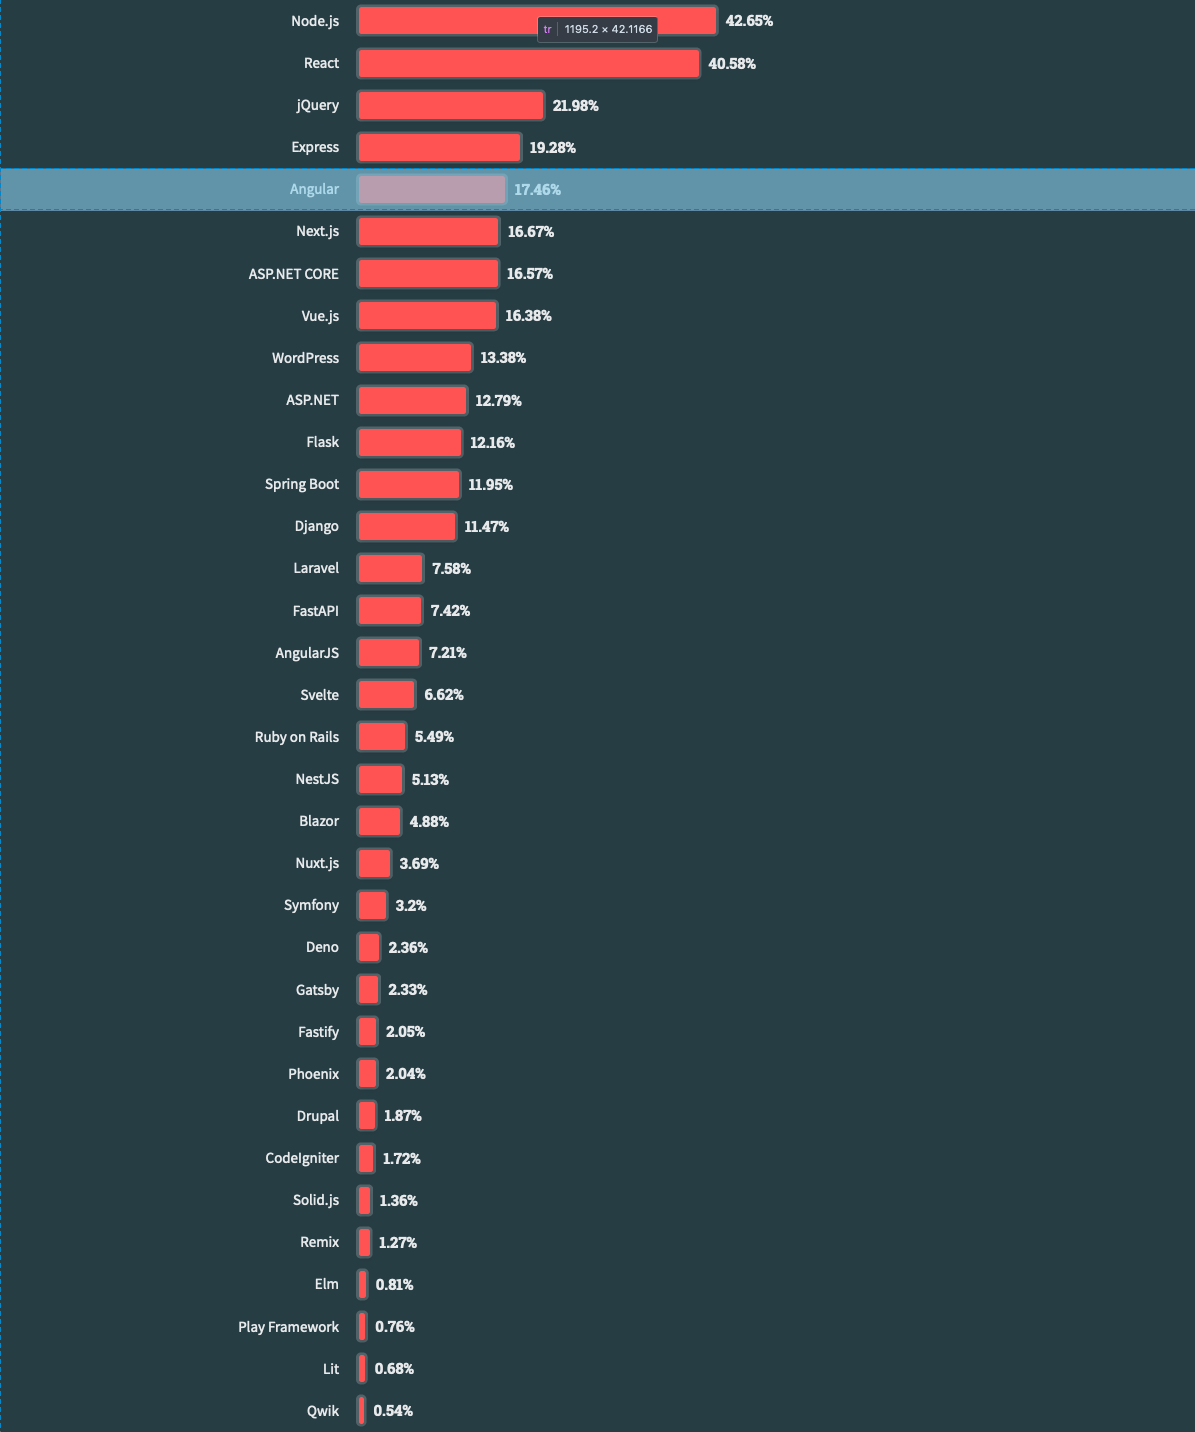 Node.js 42.65%
tr 1195.2 × 42.1166
React 40.58%
jQuery 21.98%
Express 19.28%
Angular 17.46%
Next.js 16.67%
ASP.NET CORE 16.57%
Vue.js 16.38%
WordPress 13.38%
ASP.NET 12.79%
Flask 12.16%
Spring Boot 11.95%
Django 11.47%
Laravel 7.58%
FastAPI 7.42%
AngularJS 7.21%
Svelte 6.62%
Ruby on Rails 5.49%
NestJS 5.13%
Blazor 4.88%
Nuxt.js 3.69%
Symfony 3.2%
Deno 2.36%
Gatsby 2.33%
Fastify 2.05%
Phoenix 2.04%
Drupal 1.87%
CodeIgniter 1.72%
Solid.js 1.36%
Remix 1.27%
Elm 0.81%
Play Framework 0.76%
Lit 0.68%
Qwik 0.54%